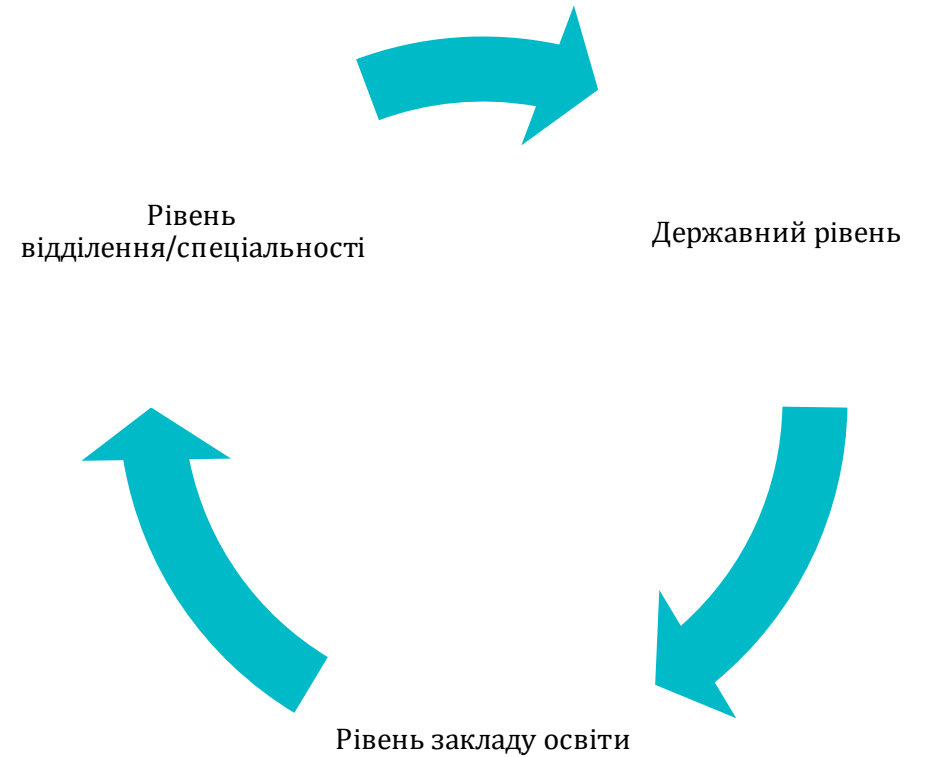 Рівень
відділення/спеціальності
Державний рівень
Рівень закладу освіти